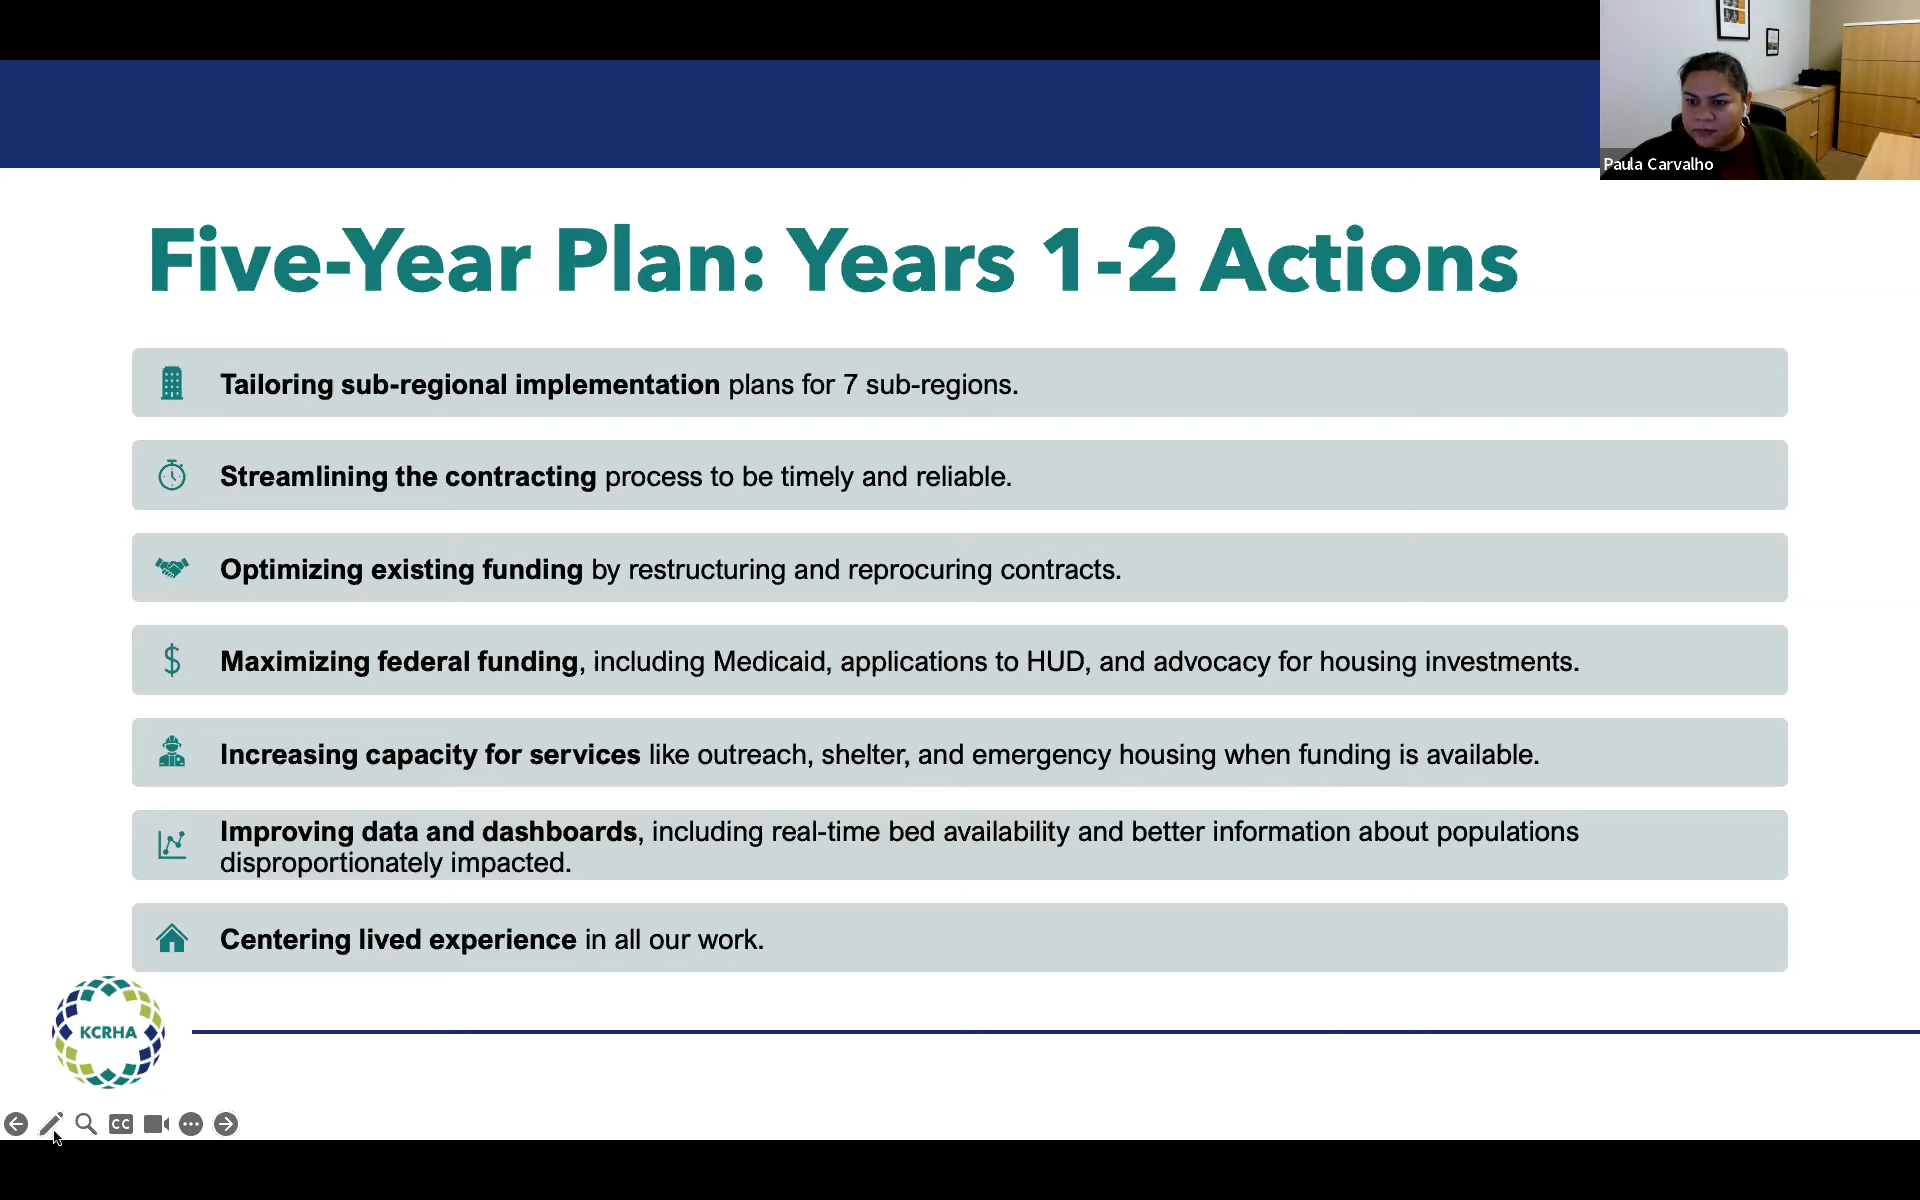 Paula Carvalho
Five-Year Plan: Years 1-2 Actions
Tailoring sub-regional implementation plans for 7 sub-regions.
Streamlining the contracting process to be timely and reliable.
Optimizing existing funding by restructuring and reprocuring contracts.
$
Maximizing federal funding, including Medicaid, applications to HUD, and advocacy for housing investments.
Increasing capacity for services like outreach, shelter, and emergency housing when funding is available.
Improving data and dashboards, including real-time bed availability and better information about populations
disproportionately impacted.
Centering lived experience in all our work.
KCRHA
CC